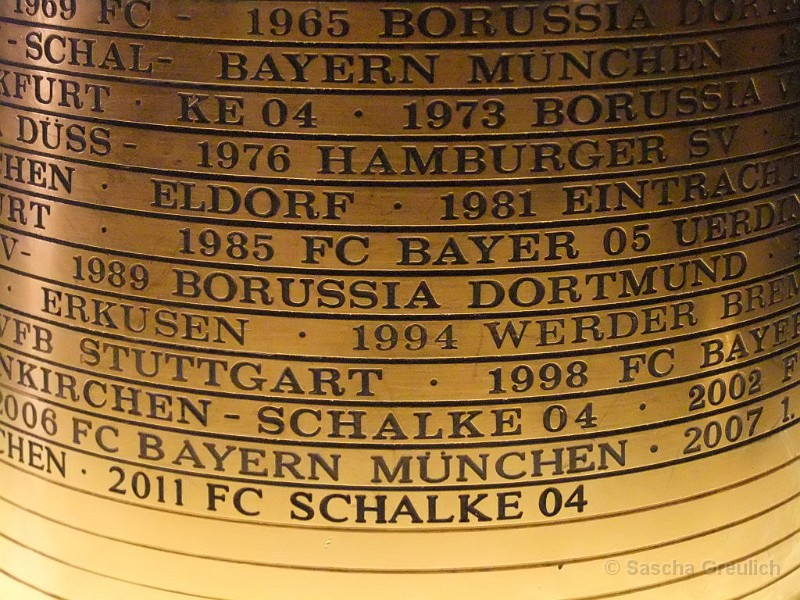 1969 FC - 1965 BORUSSIA DORTM
-SCHAL- BAYERN MÜNCHEN ·
KFURT · KE 04 · 1973 BORUSSIA
DÜSS- 1976 HAMBURGER SV ·
CHEN · ELDORF · 1981 EINTRACHT
URT · 1985 FC BAYER 05 UERDIN
V- 1989 BORUSSIA DORTMUND ·
· ERKUSEN · 1994 WERDER BREM
VFB STUTTGART · 1998 FC BAYER
NKIRCHEN - SCHALKE 04 · 2002 F
2006 FC BAYERN MÜNCHEN · 2007 1.
CHEN · 2011 FC SCHALKE 04
© Sascha Greulich